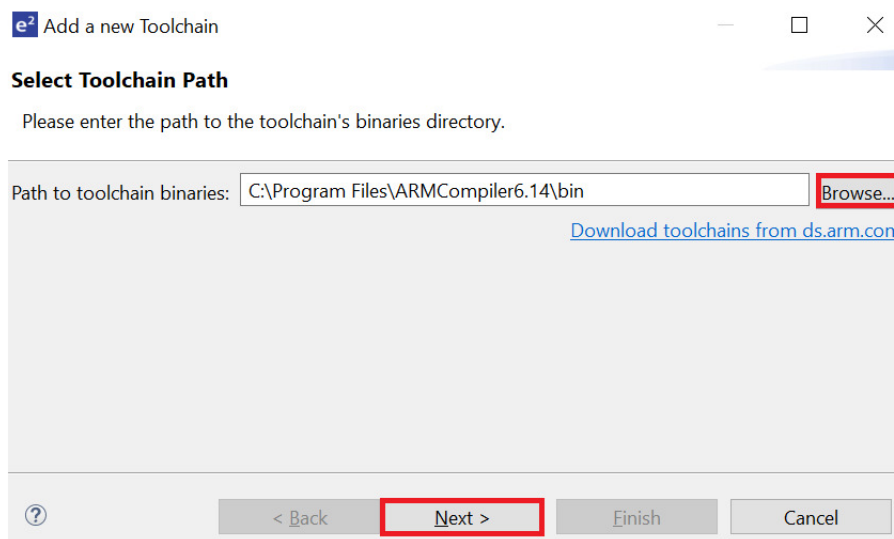 e² Add a new Toolchain
Select Toolchain Path
Please enter the path to the toolchain's binaries directory.
Path to toolchain binaries: C:\Program Files\ARMCompiler6.14\bin Browse...
Download toolchains from ds.arm.com
? < Back Next > Finish Cancel